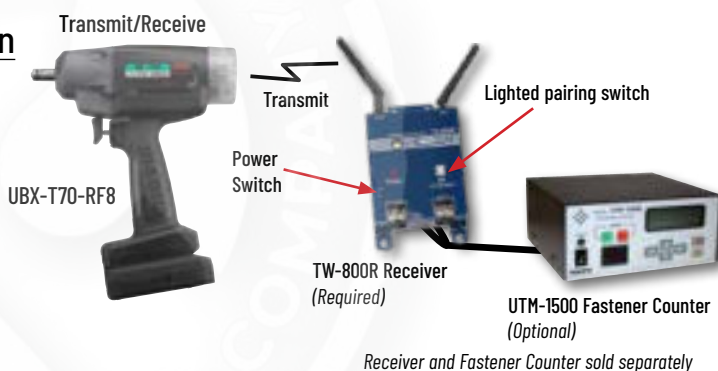 n
Transmit/Receive
Transmit
Lighted pairing switch
Power
Switch
UBX-T70-RF8
TW-800R Receiver
(Required)
UTM-1500 Fastener Counter
(Optional)
Receiver and Fastener Counter sold separately
COMPANY